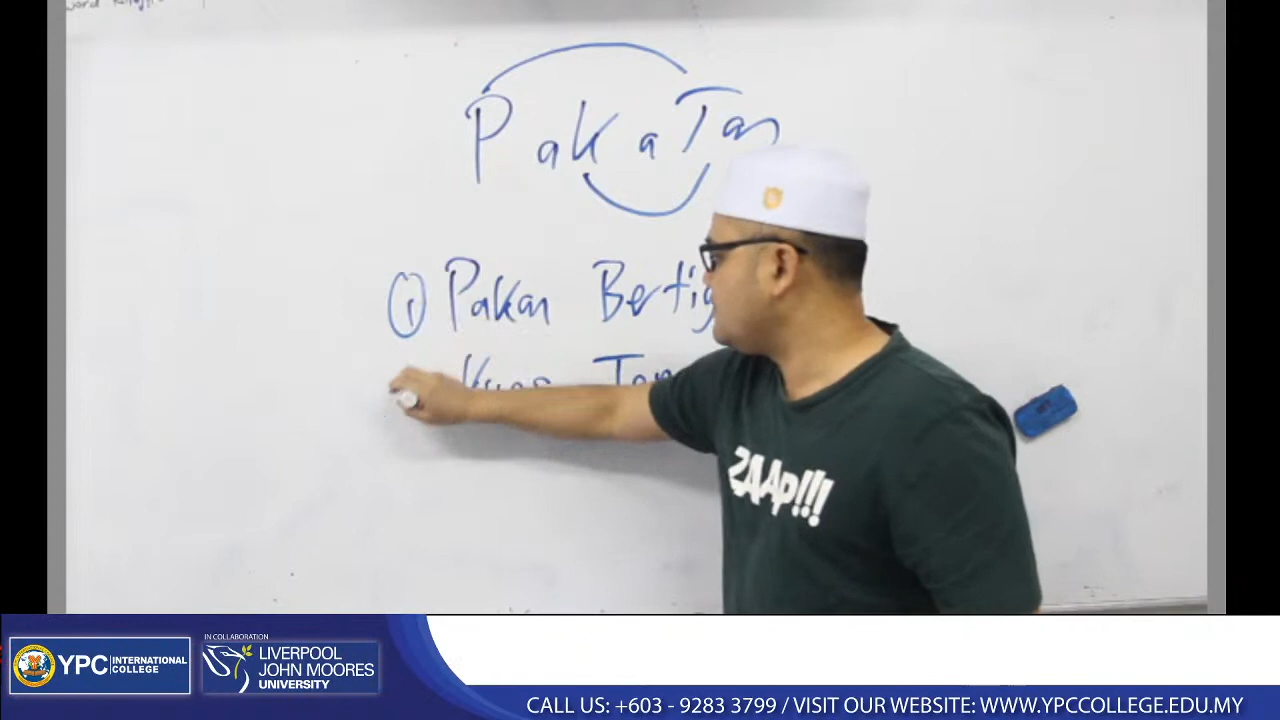 PakaTan
① Pakar Bertig
ZAAP!!!
YPC INTERNATIONAL COLLEGE
IN COLLABORATION
LIVERPOOL
JOHN MOORES
UNIVERSITY
CALL US: +603 - 9283 3799 / VISIT OUR WEBSITE: WWW.YPCCOLLEGE.EDU.MY